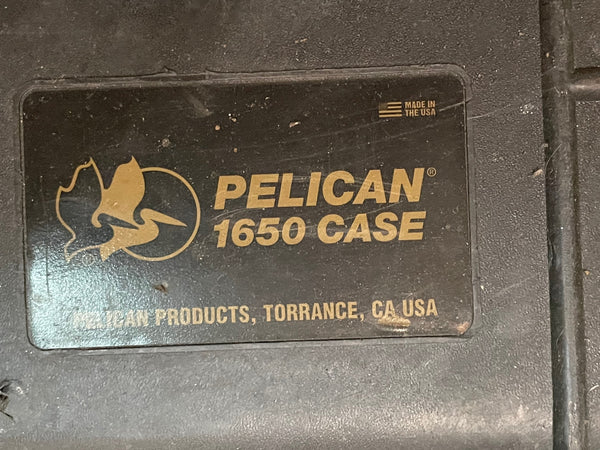 MADE IN
THE USA
PELICAN®
1650 CASE
PELICAN PRODUCTS, TORRANCE, CA USA